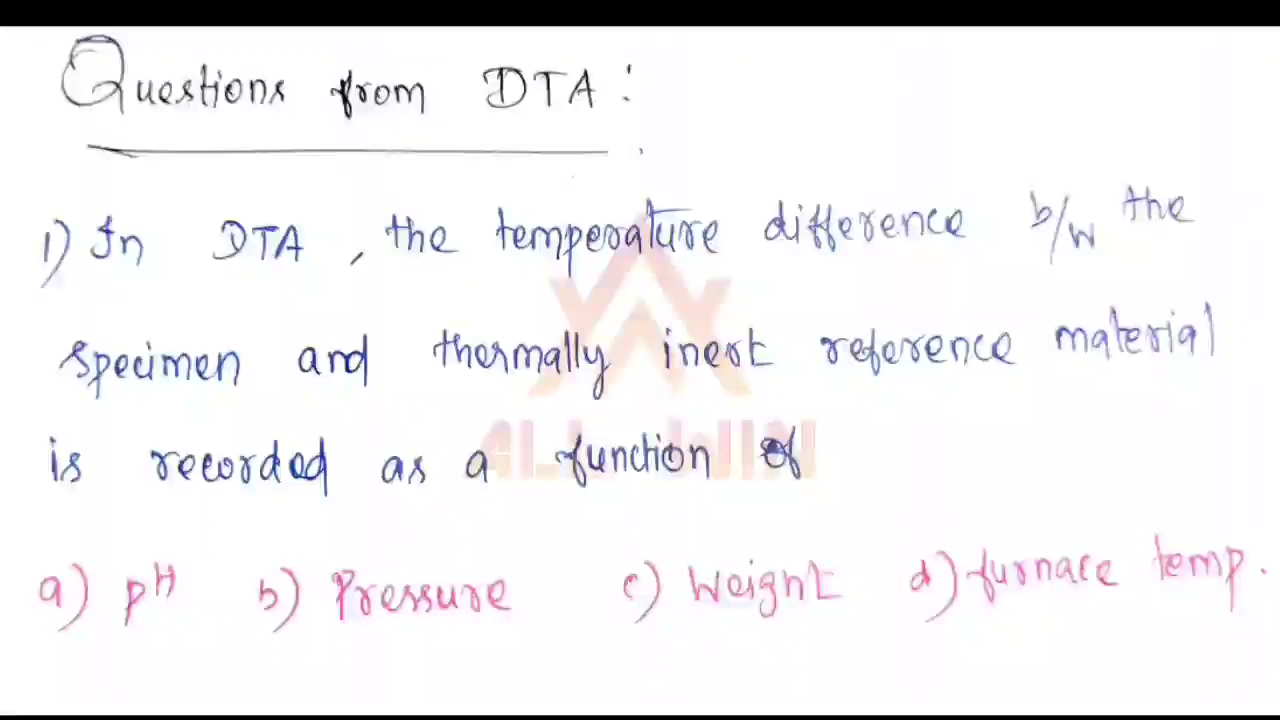 Questions from DTA :
1) In DTA , the temperature difference b/w the
specimen and thermally inert reference material
is recorded as a function of
a) pH b) Pressure c) Weight d) furnace temp.